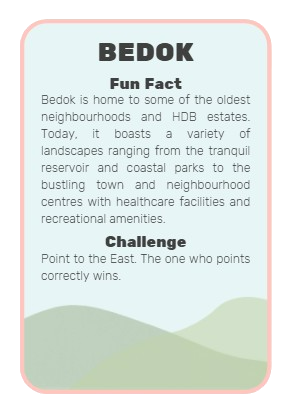 BEDOK
Fun Fact
Bedok is home to some of the oldest
neighbourhoods and HDB estates.
Today, it boasts a variety of
landscapes ranging from the tranquil
reservoir and coastal parks to the
bustling town and neighbourhood
centres with healthcare facilities and
recreational amenities.
Challenge
Point to the East. The one who points
correctly wins.